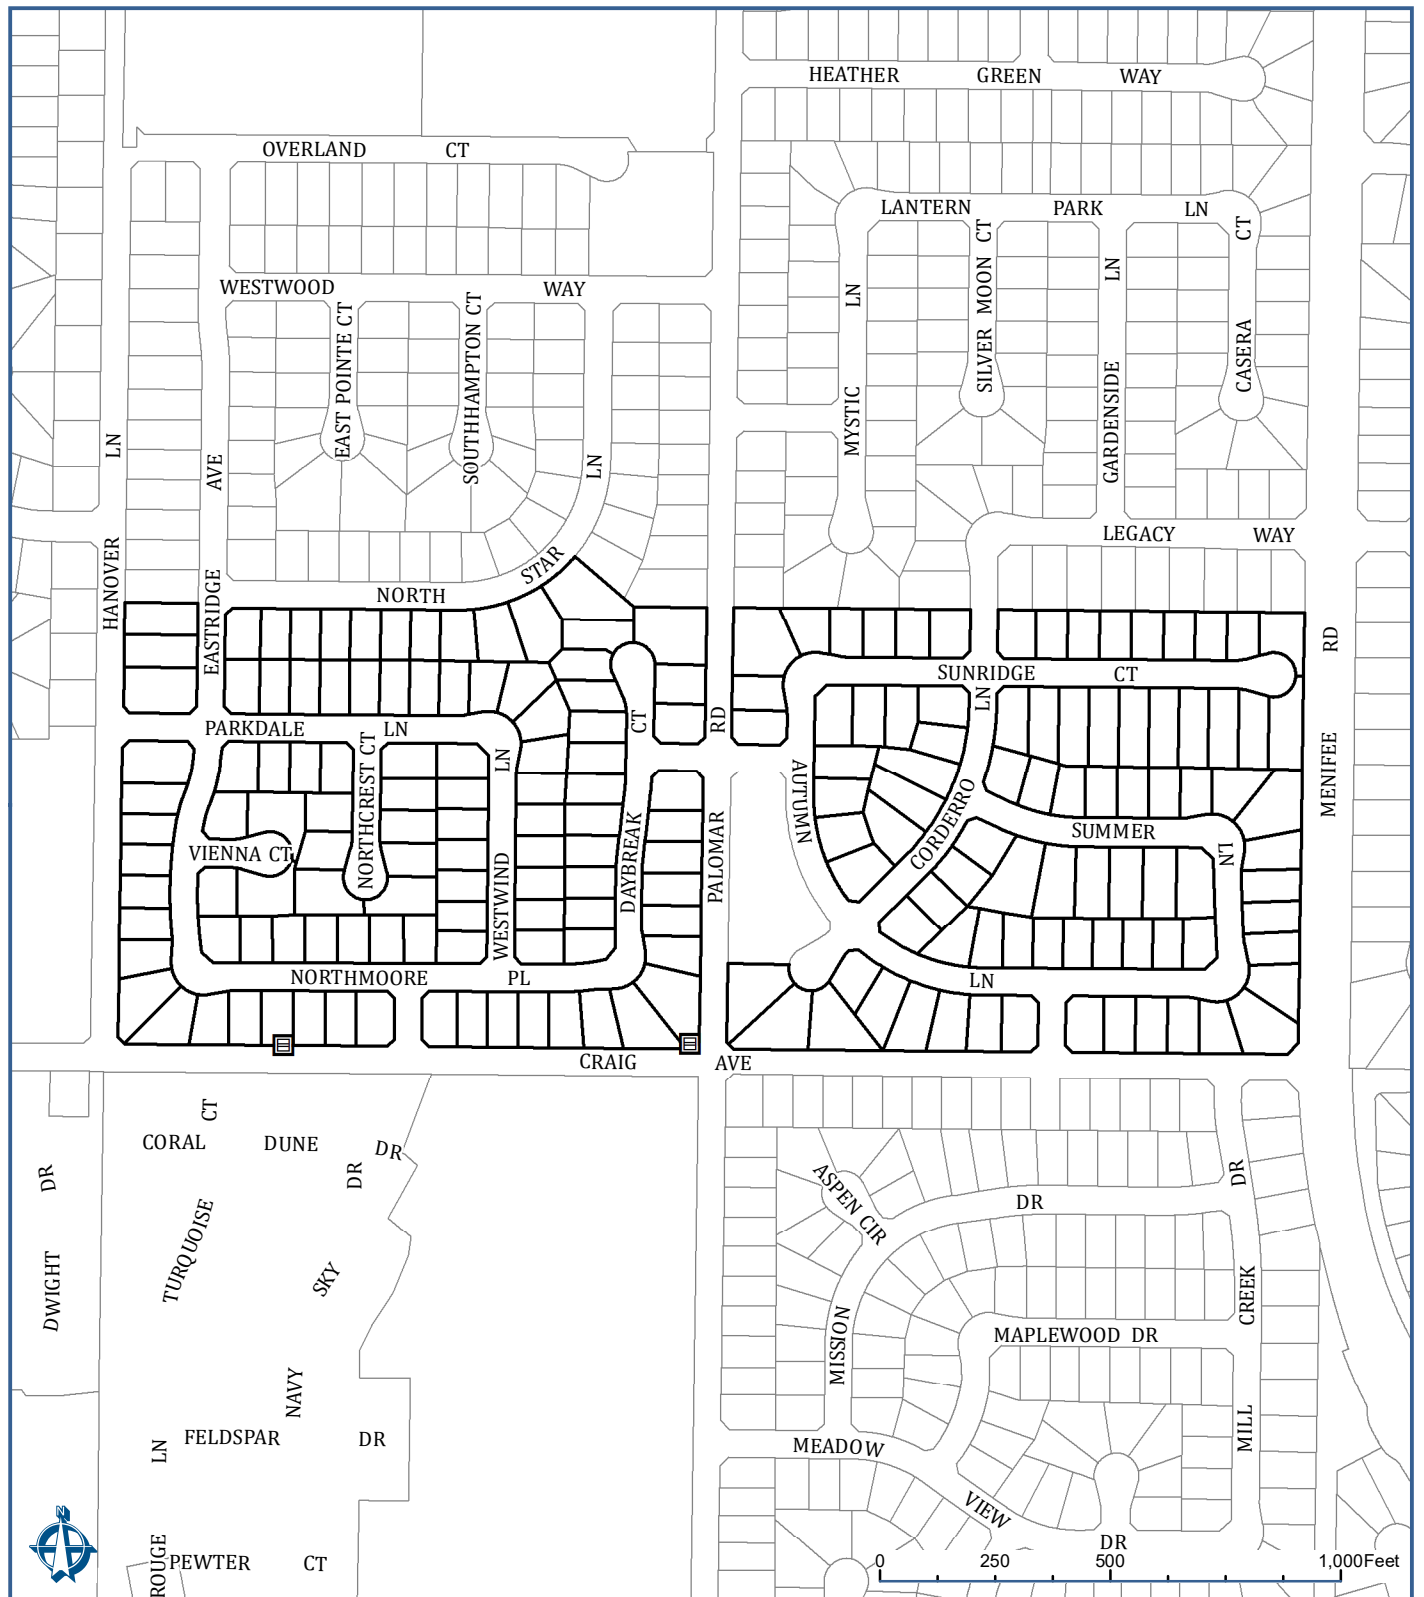 HEATHER GREEN WAY
OVERLAND CT
LANTERN PARK LN
CT
SILVER MOON CT
LN
MYSTIC LN
GARDENSIDE
CASERA
WESTWOOD WAY
EAST POINTE CT
SOUTHHAMPTON CT
LN
AVE
LN
HANOVER
EASTRIDGE
NORTH STAR
LEGACY WAY
RD
SUNRIDGE CT
LN
PARKDALE LN
NORTHCREST CT
LN
CT
RD
AUTUMN
MENIFEE
CORDERRO
SUMMER
LN
VIENNA CT
WESTWIND
DAYBREAK
PALOMAR
NORTHMOORE PL
LN
CRAIG AVE
CT
CORAL DUNE DR
DR
DR
TURQUOISE
SKY
DWIGHT
NAVY
ASPEN CIR
DR
DR
CREEK
MISSION
MAPLEWOOD DR
MILL
LN
FELDSPAR DR
MEADOW
VIEW
DR
N
ROUGE
PEWTER CT
0 250 500 1,000Feet